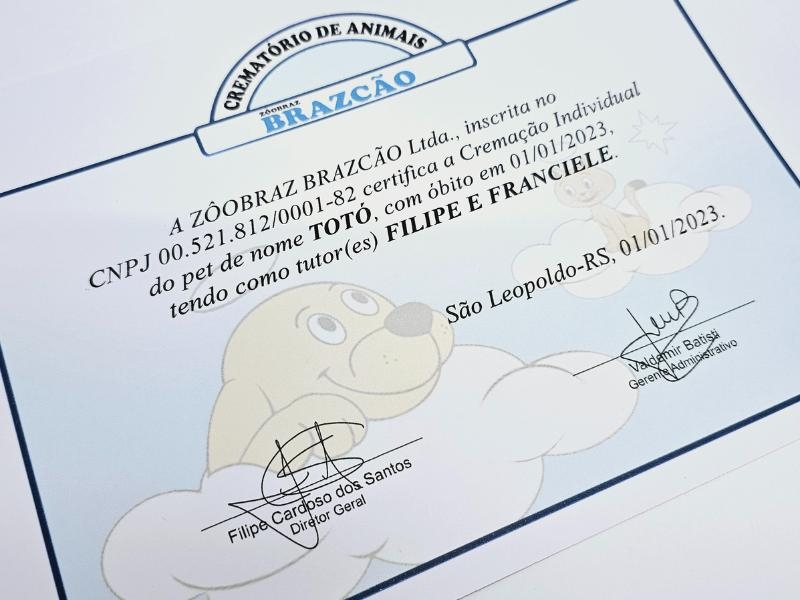 CREMATÓRIO DE ANIMAIS
ZÔOBRAZ
BRAZCÃO
A ZÔOBRAZ BRAZCÃO Ltda., inscrita no
CNPJ 00.521.812/0001-82 certifica a Cremação Individual
do pet de nome TOTÓ, com óbito em 01/01/2023,
tendo como tutor(es) FILIPE E FRANCIELE.
São Leopoldo-RS, 01/01/2023.
Valdemir Batisti
Gerente Administrativo
Filipe Cardoso dos Santos
Diretor Geral